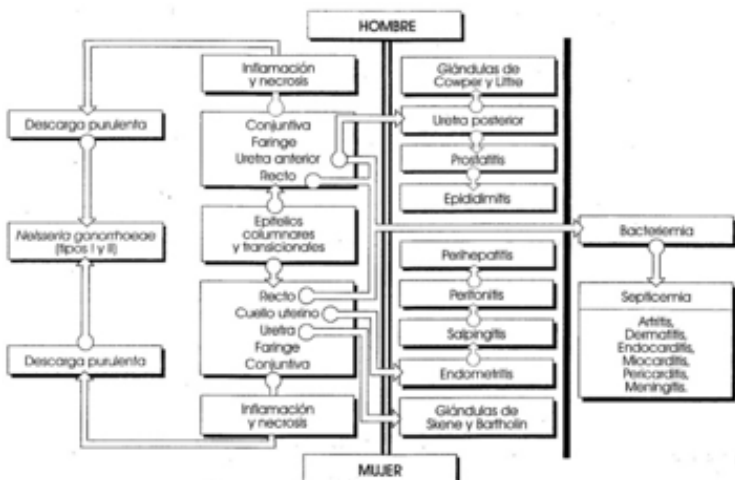 HOMBRE
Inflamación
y necrosis
Glándulas de
Cowper y Littre
Descarga purulenta
Conjuntiva
Faringe
Uretra anterior
Recto
Uretra posterior
Prostatitis
Epididimitis
Neisseria gonorrhoeae
(tipos I y II)
Epitelios
columnares
y transicionales
Bacteriemia
Perihepatitis
Peritonitis
Salpingitis
Endometritis
Recto
Cuello uterino
Uretra
Faringe
Conjuntiva
Septicemia
Artritis,
Dermatitis,
Endocarditis,
Miocarditis,
Pericarditis,
Meningitis.
Descarga purulenta
Inflamación
y necrosis
Glándulas de
Skene y Bartholin
MUJER